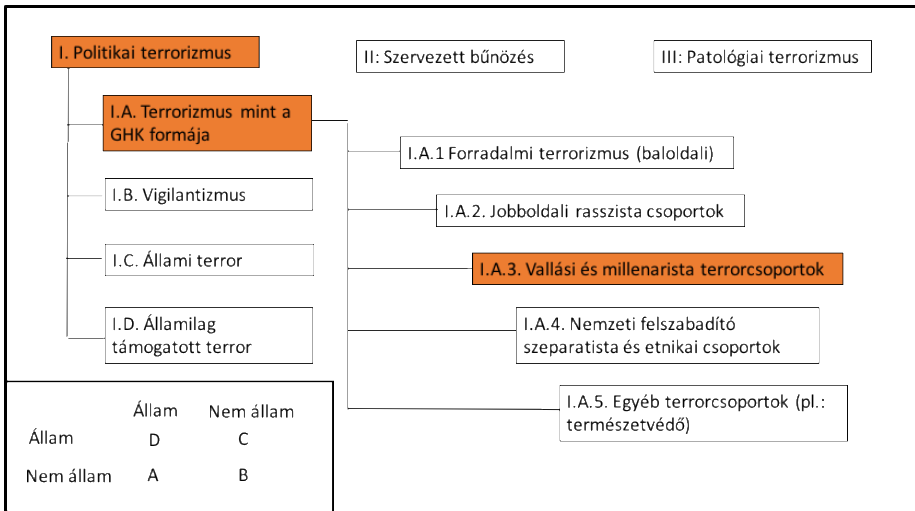 I. Politikai terrorizmus
II: Szervezett bűnözés
III: Patológiai terrorizmus
I.A. Terrorizmus mint a
GHK formája
I.B. Vigilantizmus
I.C. Állami terror
I.D. Államilag
támogatott terror
I.A.1 Forradalmi terrorizmus (baloldali)
I.A.2. Jobboldali rasszista csoportok
I.A.3. Vallási és millenarista terrorcsoportok
I.A.4. Nemzeti felszabadító
szeparatista és etnikai csoportok
I.A.5. Egyéb terrorcsoportok (pl.:
természetvédő)
Állam Nem állam
Állam D C
Nem állam A B